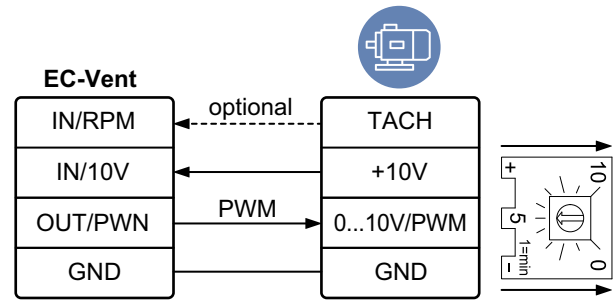 EC-Vent
IN/RPM optional TACH
IN/10V +10V
OUT/PWN PWM 0...10V/PWM
GND GND
+ 10
5
1=min
- 0